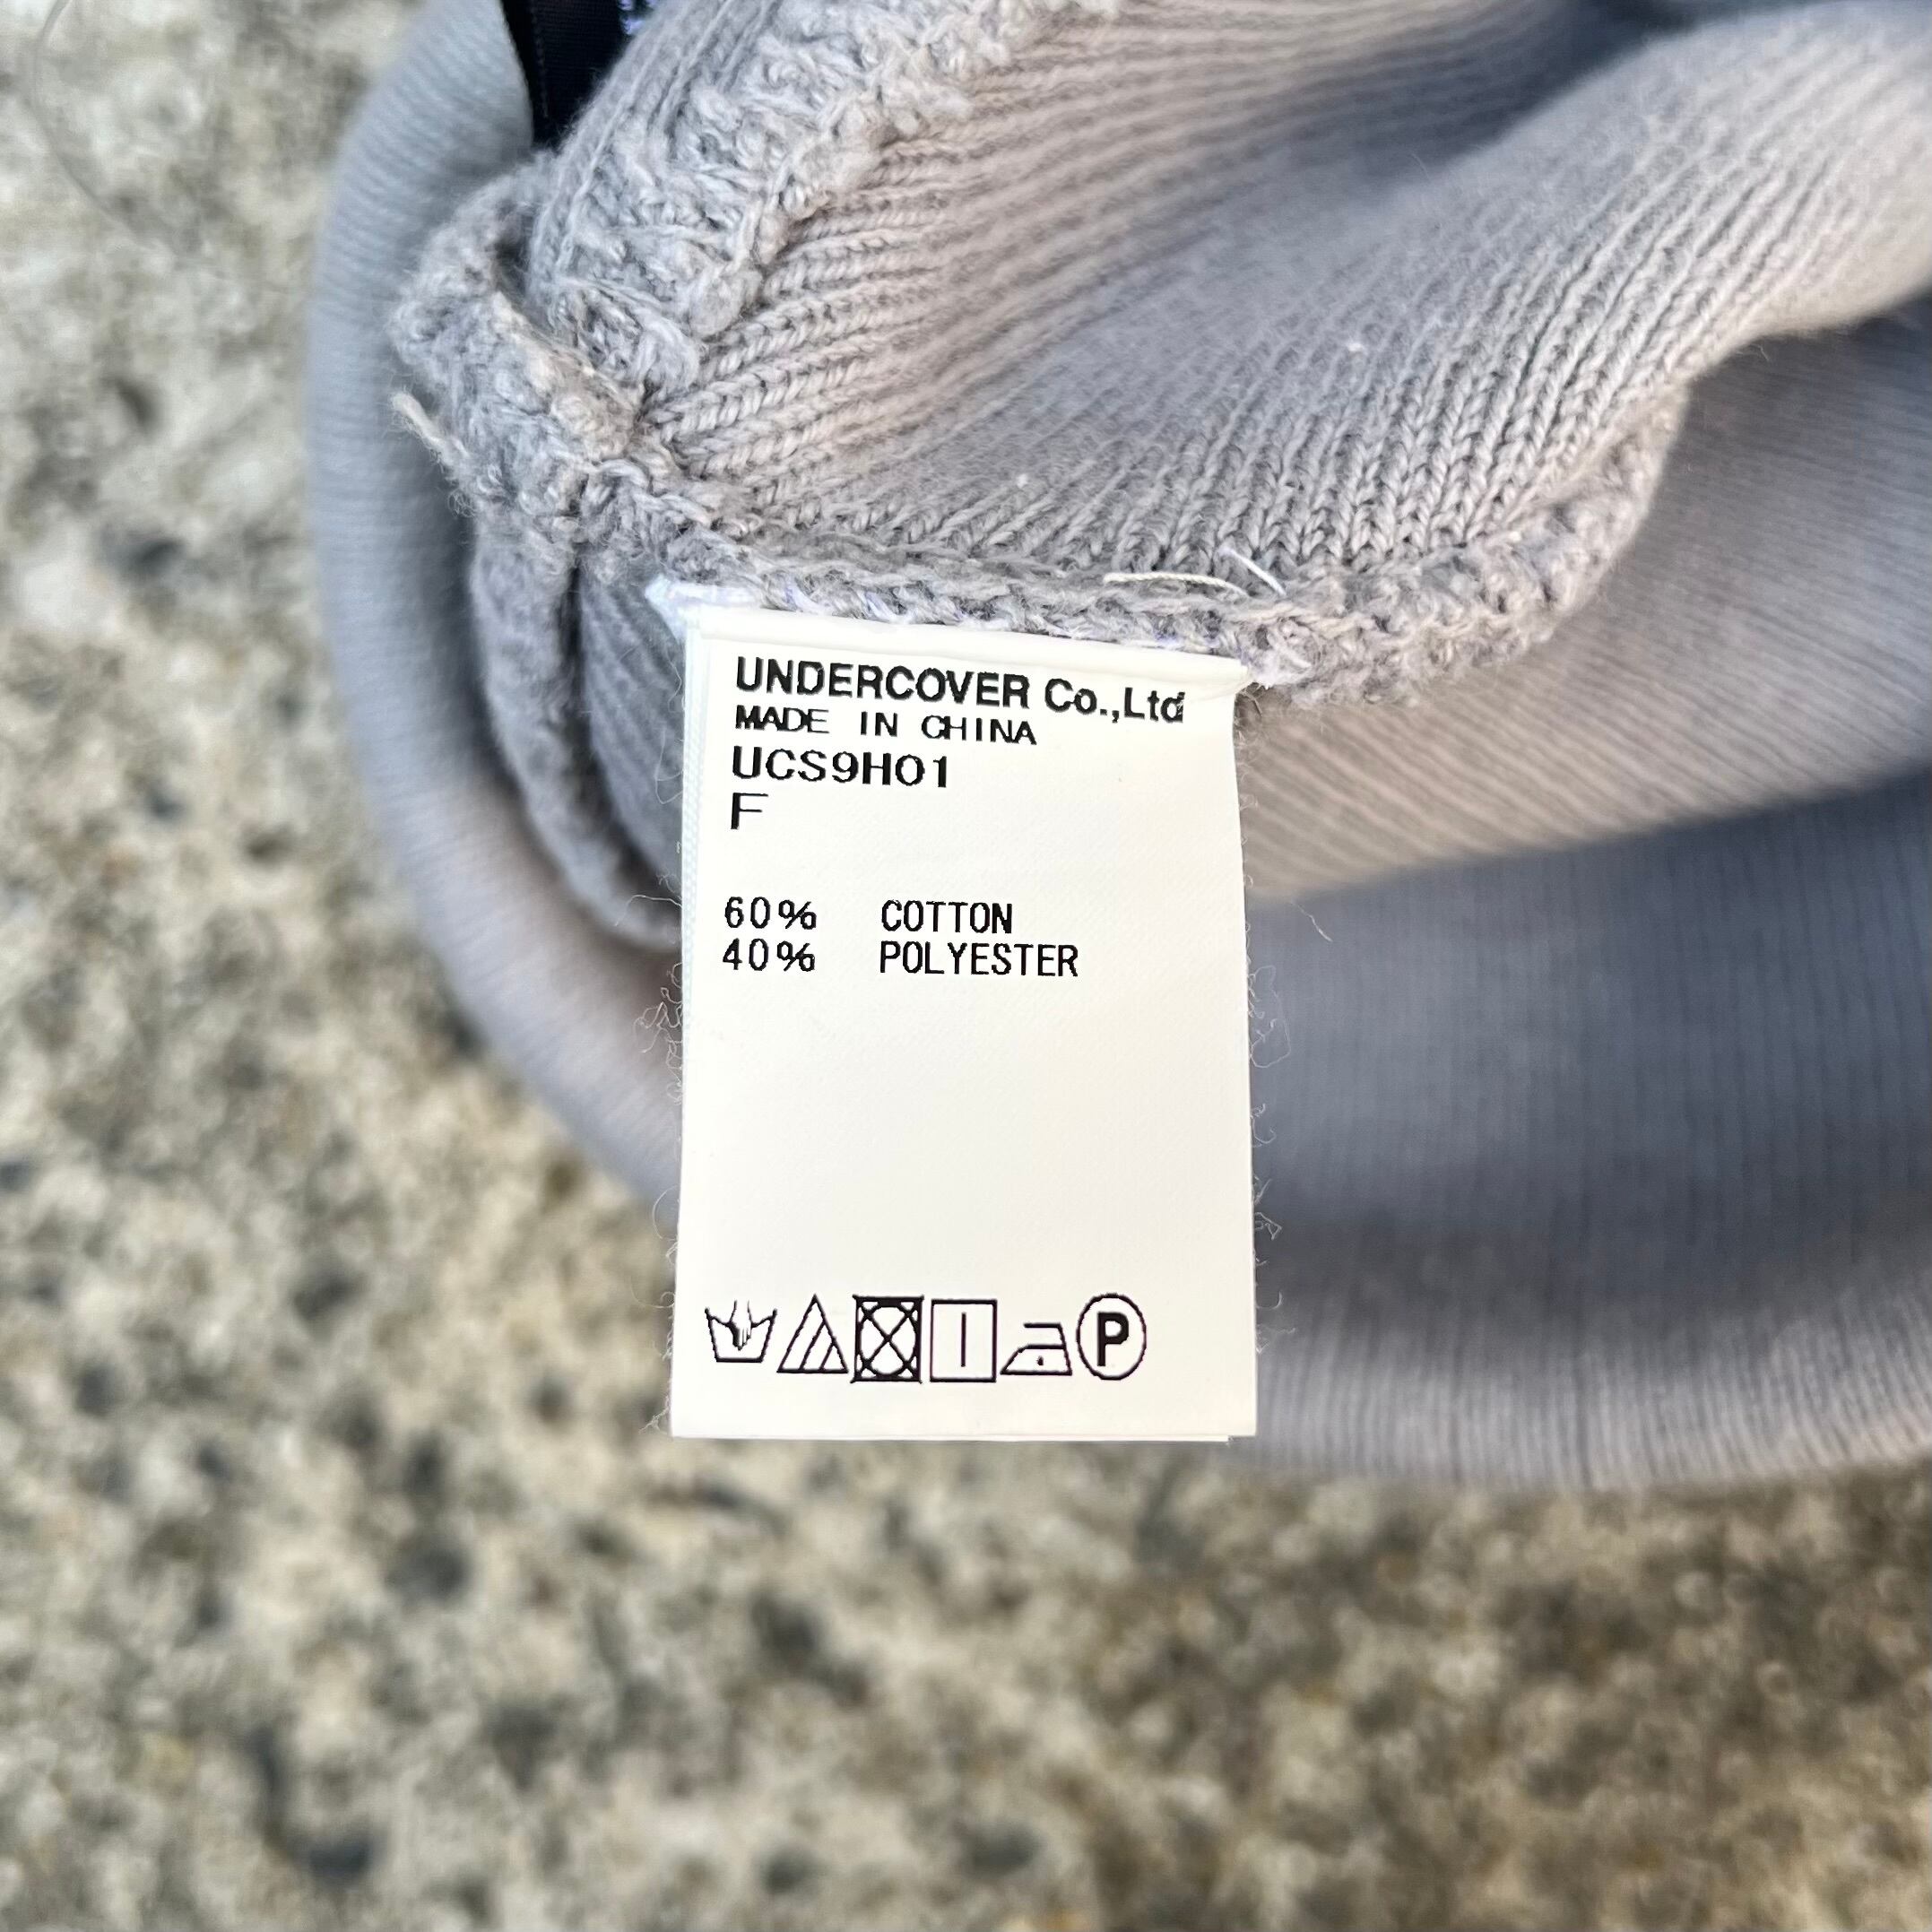 UNDERCOVER Co.,Ltd
MADE IN CHINA
UCS9H01
F
60% COTTON
40% POLYESTER
P